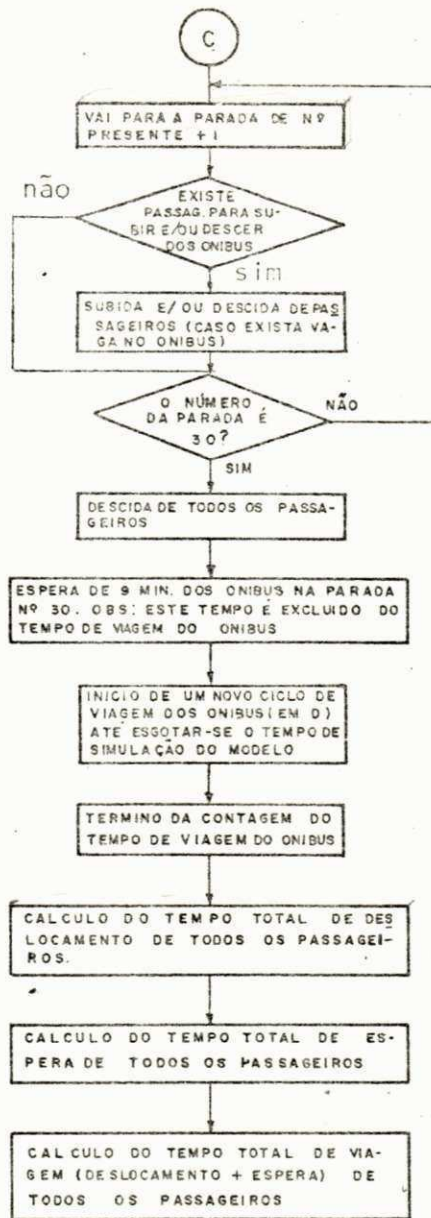 C
VAI PARA A PARADA DE Nº
PRESENTE +1
não
EXISTE
PASSAG. PARA SU-
BIR E/OU DESCER
DOS ONIBUS
sim
SUBIDA E/OU DESCIDA DE PAS
SAGEIROS (CASO EXISTA VA-
GA NO ONIBUS)
O NÚMERO
DA PARADA É
30?
NÃO
SIM
DESCIDA DE TODOS OS PASSA-
GEIROS
ESPERA DE 9 MIN. DOS ONIBUS NA PARADA
Nº 30. OBS: ESTE TEMPO É EXCLUIDO DO
TEMPO DE VIAGEM DO ONIBUS
INICIO DE UM NOVO CICLO DE
VIAGEM DOS ONIBUS (EM D)
ATÉ ESGOTAR-SE O TEMPO DE
SIMULAÇÃO DO MODELO
TERMINO DA CONTAGEM DO
TEMPO DE VIAGEM DO ONIBUS
CALCULO DO TEMPO TOTAL DE DES
LOCAMENTO DE TODOS OS PASSAGEI-
ROS.
CALCULO DO TEMPO TOTAL DE ES-
PERA DE TODOS OS PASSAGEIROS
CALCULO DO TEMPO TOTAL DE VIA-
GEM (DESLOCAMENTO + ESPERA) DE
TODOS OS PASSAGEIROS